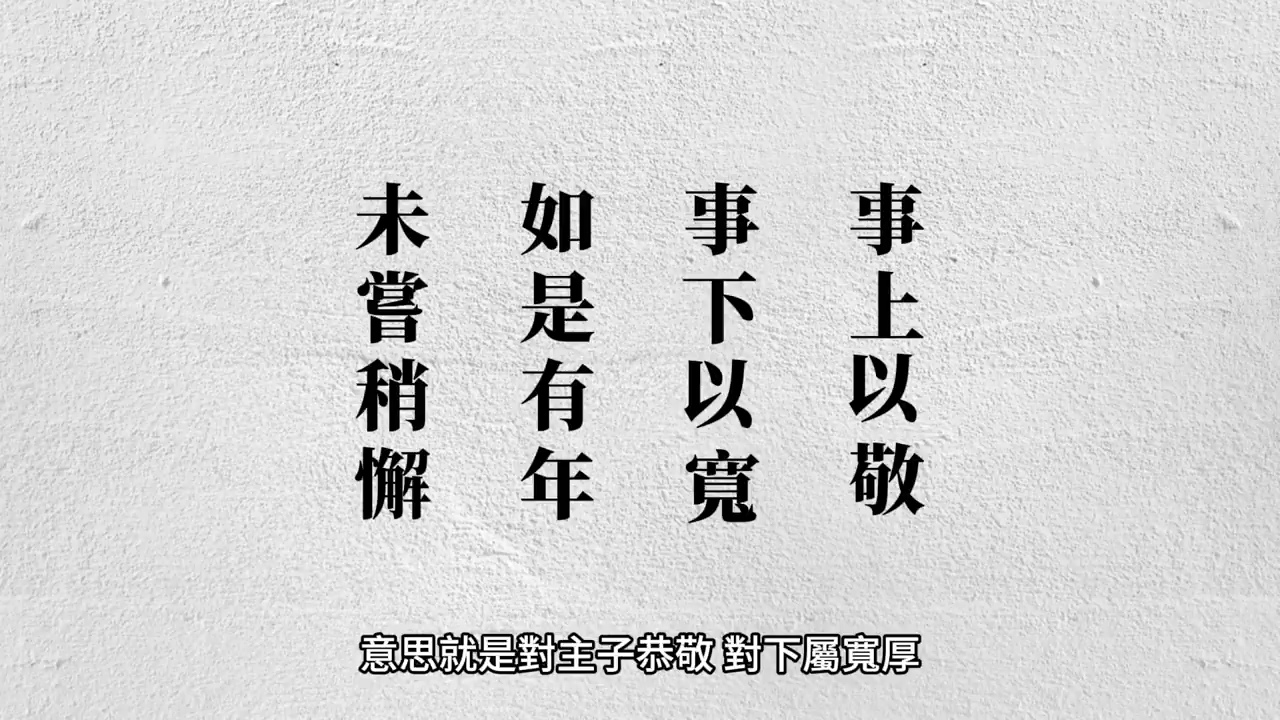 事上以敬
事下以寬
如是有年
未嘗稍懈
意思就是對主子恭敬 對下屬寬厚